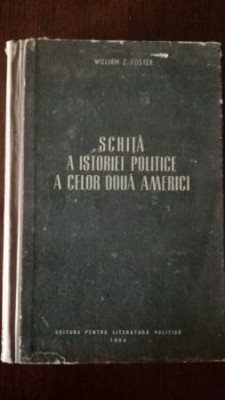 WILLIAM Z. FOSTER
SCHIȚĂ
A ISTORIEI POLITICE
A CELOR DOUĂ AMERICI
EDITURA PENTRU LITERATURĂ POLITICĂ
1954